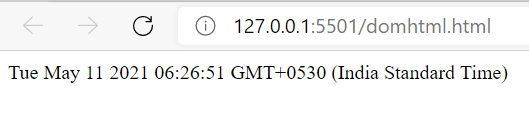 127.0.0.1:5501/domhtml.html
Tue May 11 2021 06:26:51 GMT+0530 (India Standard Time)